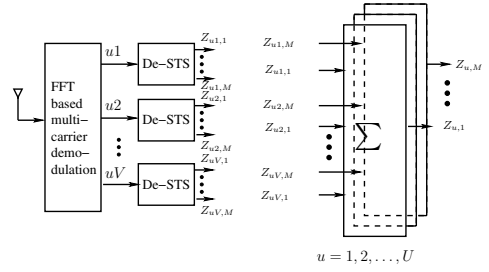 FFT
based
multi-
carrier
demo-
dulation
u1
u2
uV
De-STS
De-STS
De-STS
Z_{u1,1}
Z_{u1,M}
Z_{u2,1}
Z_{u2,M}
Z_{uV,1}
Z_{uV,M}
Z_{u1,M}
Z_{u1,1}
Z_{u2,M}
Z_{u2,1}
Z_{uV,M}
Z_{uV,1}
∑
Z_{u,M}
Z_{u,1}
u = 1, 2, . . . , U